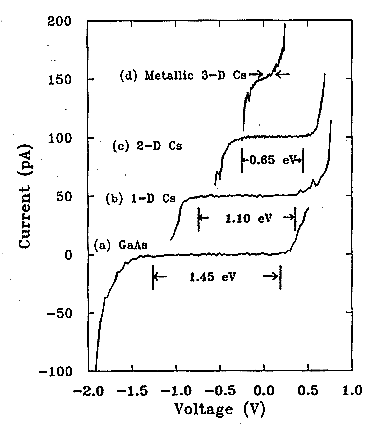 200
150
100
50
0
-50
-100
Current (pA)
(d) Metallic 3-D Cs
(c) 2-D Cs
0.65 eV
(b) 1-D Cs
1.10 eV
(a) GaAs
1.45 eV
-2.0 -1.5 -1.0 -0.5 0.0 0.5 1.0
Voltage (V)